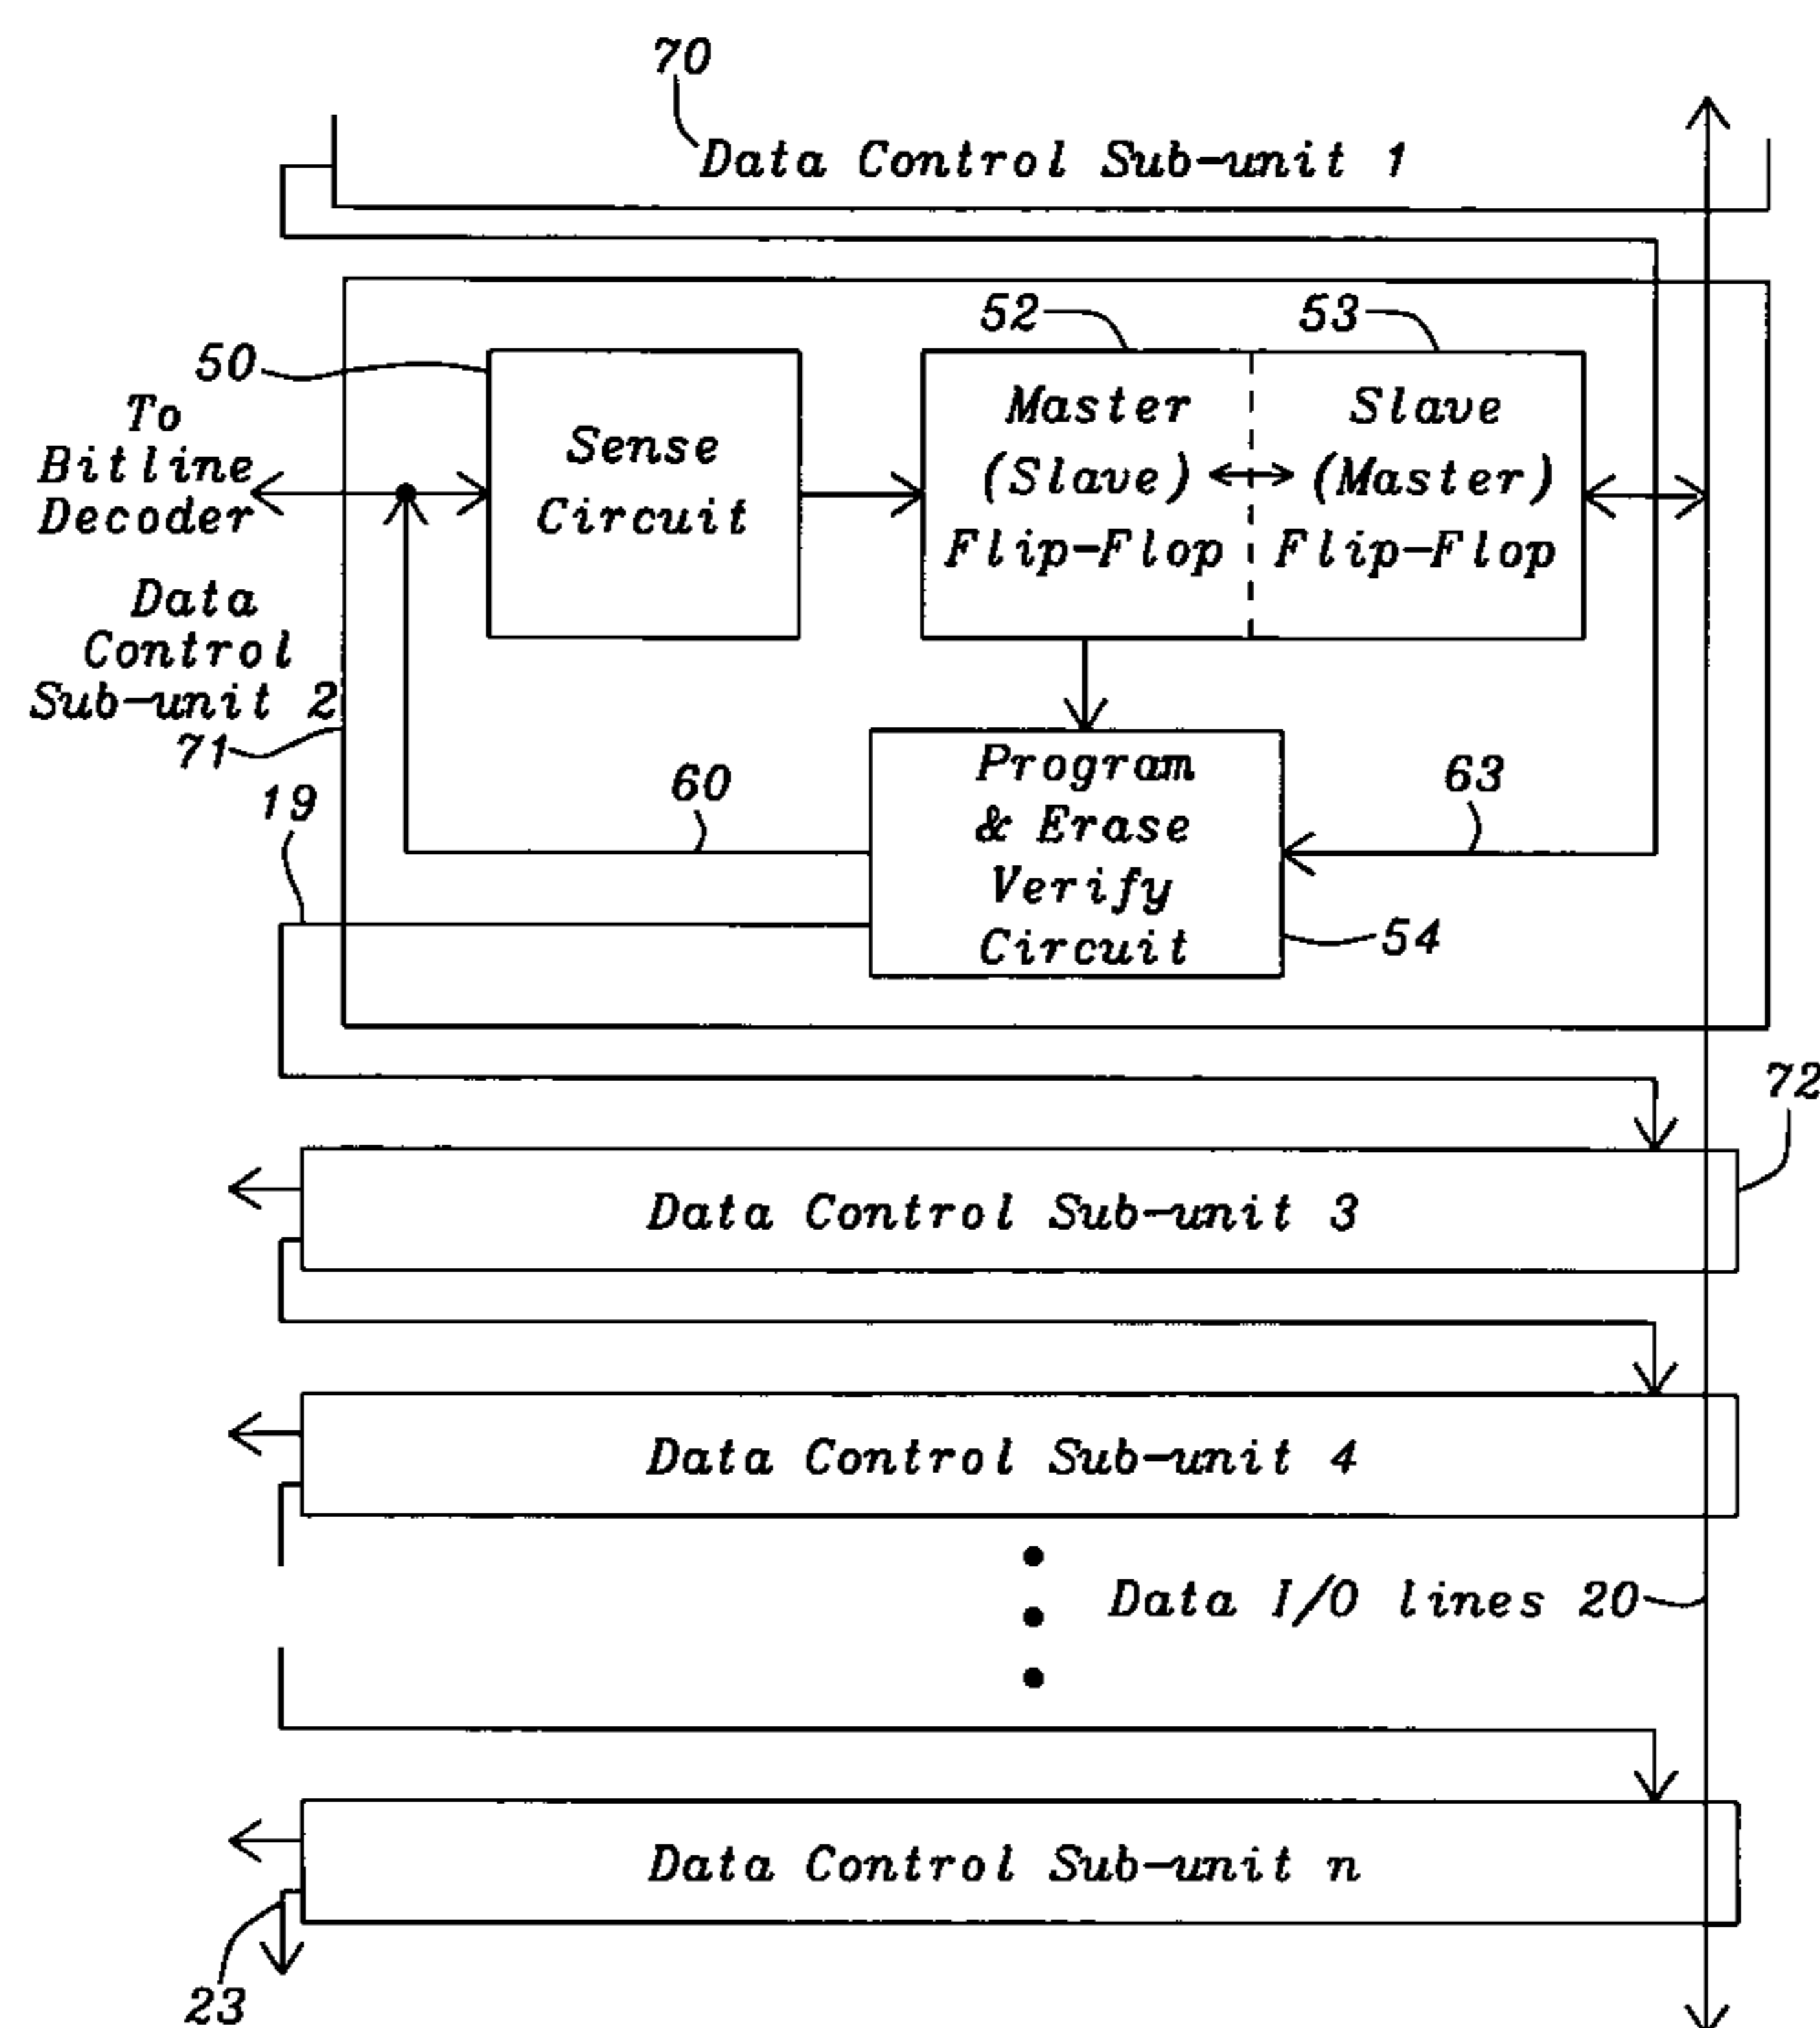 70
Data Control Sub-unit 1
52
53
50
To
Bitline
Decoder
Sense
Circuit
Master
(Slave)
Flip-Flop
Slave
(Master)
Flip-Flop
Data
Control
Sub-unit 2
71
19
60
Program
& Erase
Verify
Circuit
63
54
72
Data Control Sub-unit 3
Data Control Sub-unit 4
Data I/O lines 20
Data Control Sub-unit n
23